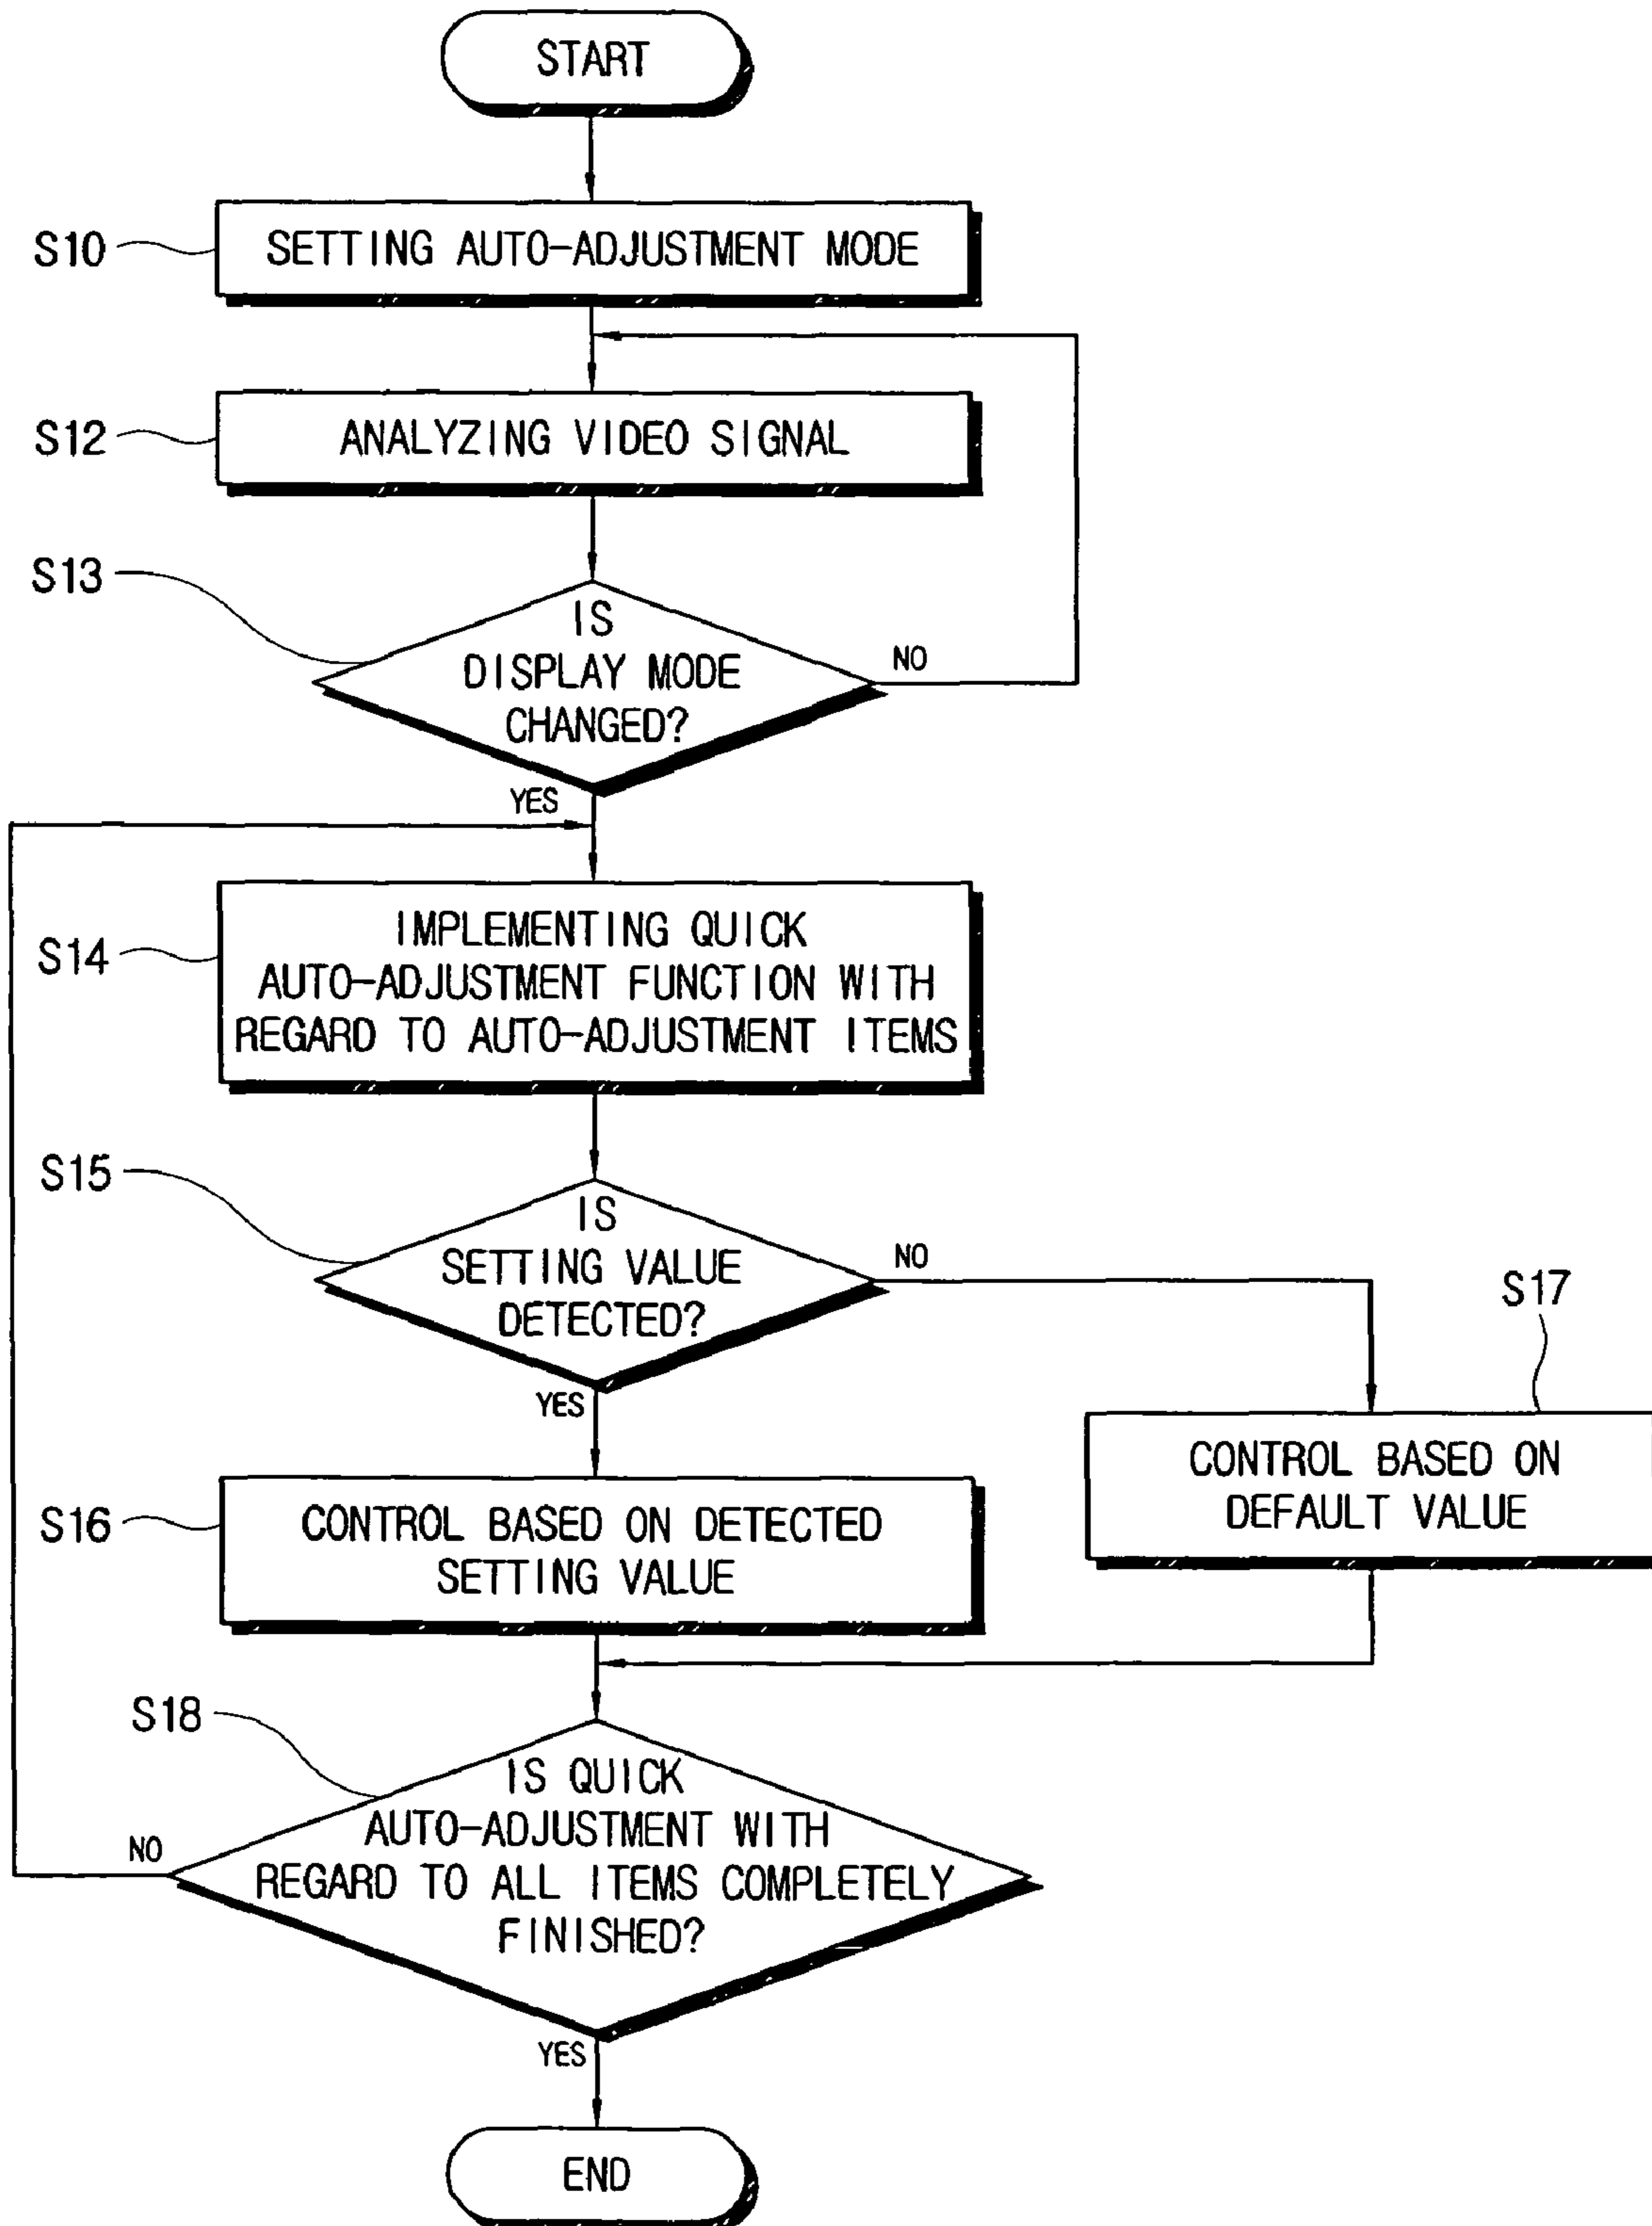 START
S10
SETTING AUTO-ADJUSTMENT MODE
S12
ANALYZING VIDEO SIGNAL
S13
IS
DISPLAY MODE
CHANGED?
NO
YES
S14
IMPLEMENTING QUICK
AUTO-ADJUSTMENT FUNCTION WITH
REGARD TO AUTO-ADJUSTMENT ITEMS
S15
IS
SETTING VALUE
DETECTED?
NO
YES
S17
CONTROL BASED ON
DEFAULT VALUE
S16
CONTROL BASED ON DETECTED
SETTING VALUE
S18
IS QUICK
AUTO-ADJUSTMENT WITH
REGARD TO ALL ITEMS COMPLETELY
FINISHED?
NO
YES
END